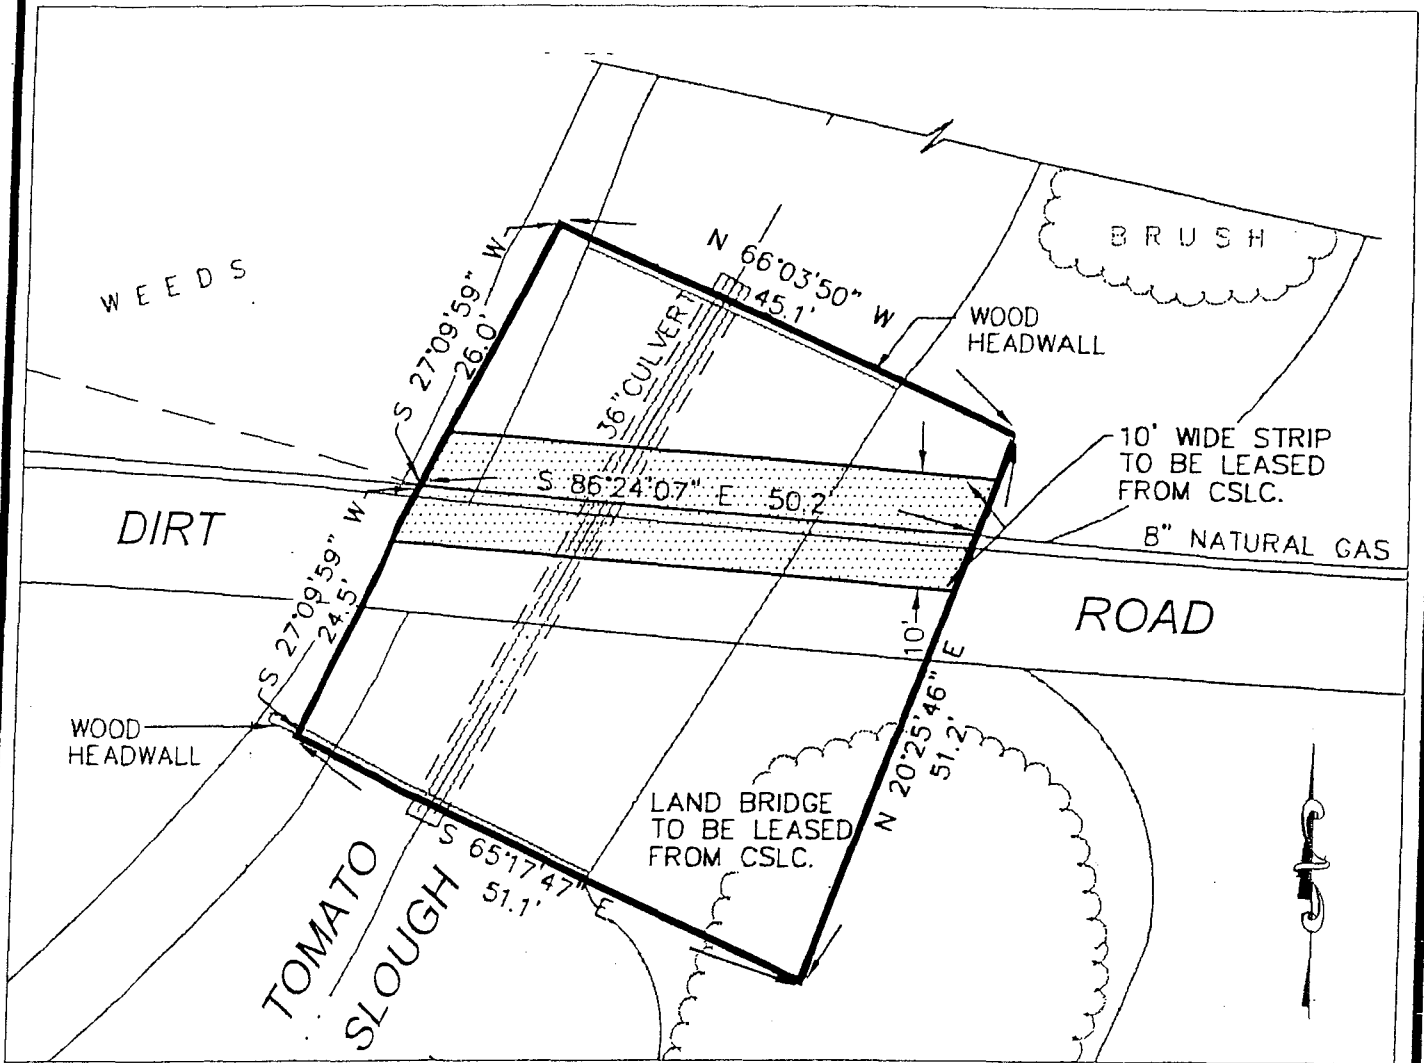 BRUSH
WEEDS
N 66°03'50" W
45.1'
WOOD
HEADWALL
S 27°09'59" W
26.0'
36" CULVERT
10' WIDE STRIP
TO BE LEASED
FROM CSLC.
S 86°24'07" E 50.2'
8" NATURAL GAS
DIRT
ROAD
S 27°09'59" W
24.5'
10'
N 20°25'46" E
51.2'
WOOD
HEADWALL
LAND BRIDGE
TO BE LEASED
FROM CSLC.
S 65°17'47" E
51.1'
TOMATO
SLOUGH